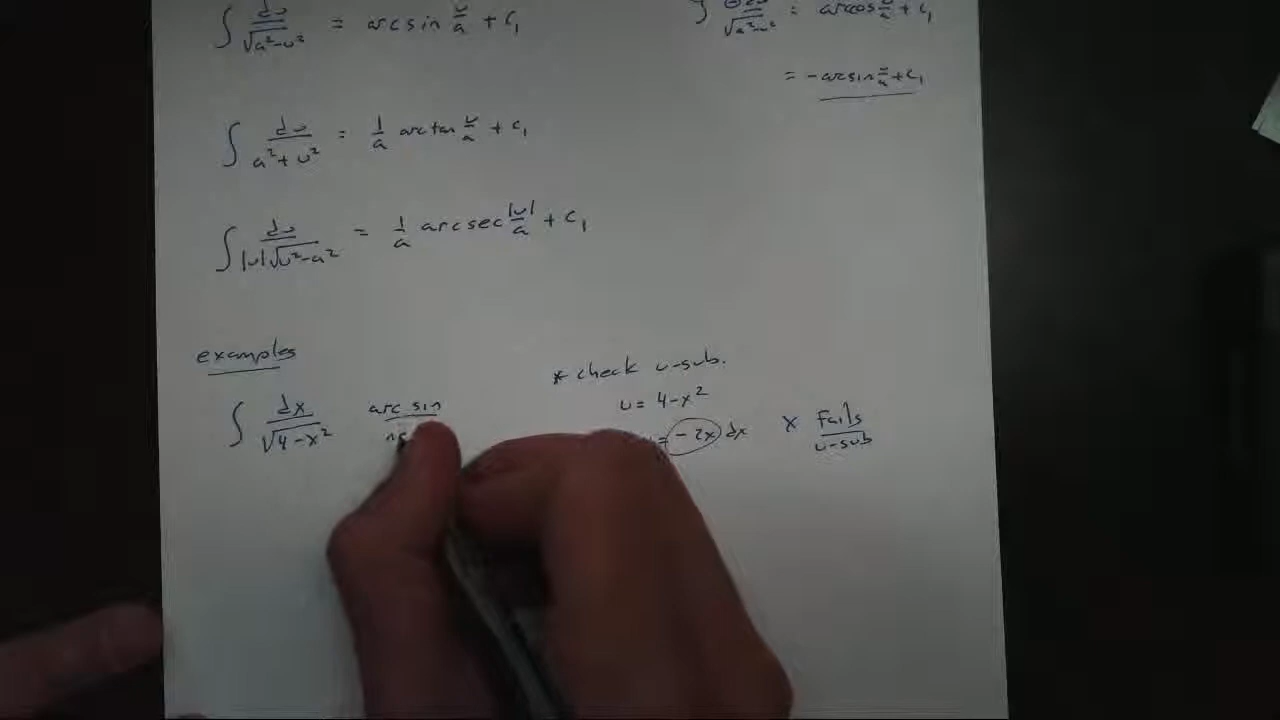 ∫ du/√(a²-u²) = arcsin u/a + C₁
du/√(a²-u²) = arccos u/a + C₁
= -arcsin u/a + C₁
∫ du/(a²+u²) = 1/a arctan u/a + C₁
∫ du/(|u|√(u²-a²)) = 1/a arcsec |u|/a + C₁
examples
* check u-sub.
∫ dx/√(4-x²) arc sin
u = 4-x²
= -2x dx x Fails
u-sub